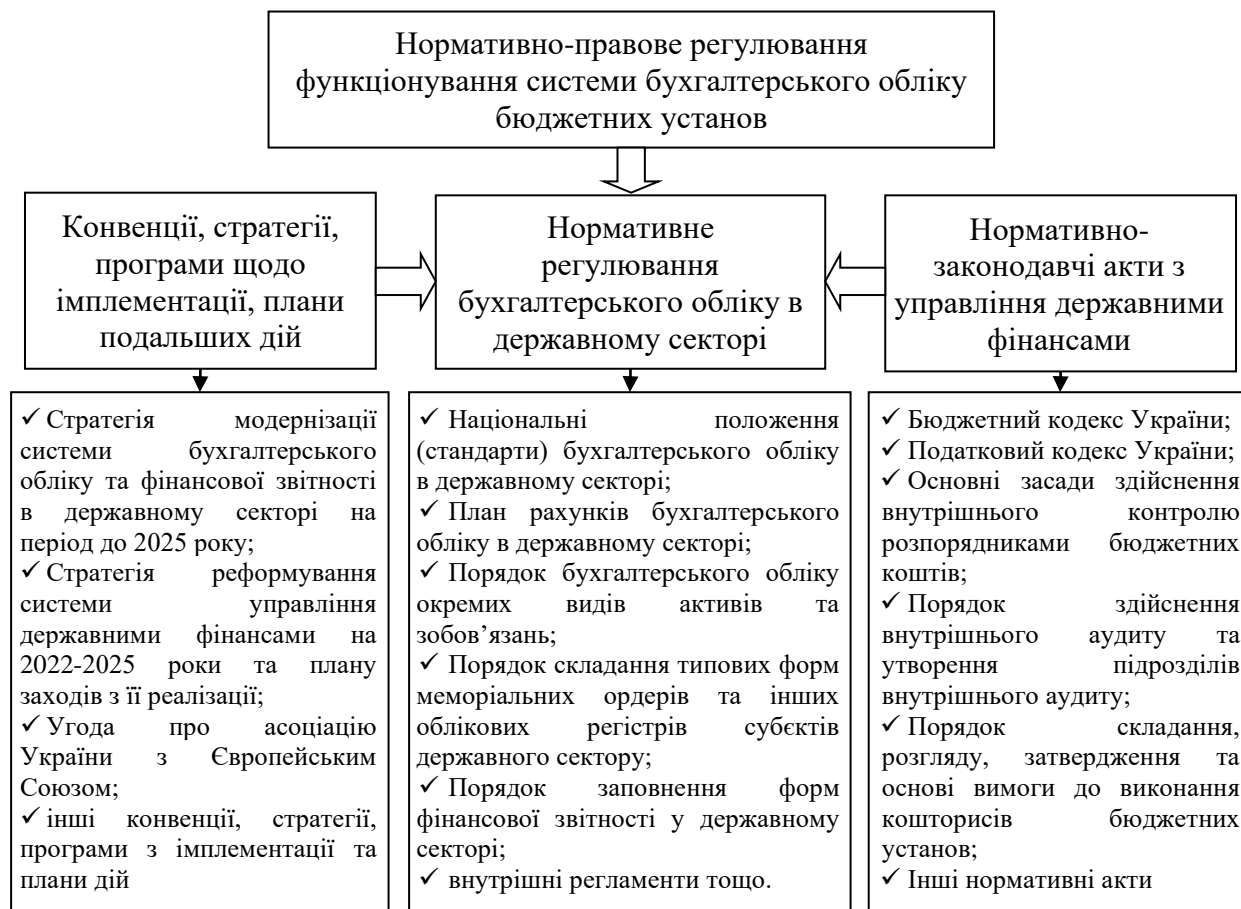 Нормативно-правове регулювання
функціонування системи бухгалтерського обліку
бюджетних установ
Конвенції, стратегії,
програми щодо
імплементації, плани
подальших дій
Нормативне
регулювання
бухгалтерського обліку в
державному секторі
Нормативно-
законодавчі акти з
управління державними
фінансами
✓ Стратегія модернізації
системи бухгалтерського
обліку та фінансової звітності
в державному секторі на
період до 2025 року;
✓ Стратегія реформування
системи управління
державними фінансами на
2022-2025 роки та плану
заходів з її реалізації;
✓ Угода про асоціацію
України з Європейським
Союзом;
✓ інші конвенції, стратегії,
програми з імплементації та
плани дій
✓ Національні положення
(стандарти) бухгалтерського обліку
в державному секторі;
✓ План рахунків бухгалтерського
обліку в державному секторі;
✓ Порядок бухгалтерського обліку
окремих видів активів та
зобов’язань;
✓ Порядок складання типових форм
меморіальних ордерів та інших
облікових регістрів субєктів
державного сектору;
✓ Порядок заповнення форм
фінансової звітності у державному
секторі;
✓ внутрішні регламенти тощо.
✓ Бюджетний кодекс України;
✓ Податковий кодекс України;
✓ Основні засади здійснення
внутрішнього контролю
розпорядниками бюджетних
коштів;
✓ Порядок здійснення
внутрішнього аудиту та
утворення підрозділів
внутрішнього аудиту;
✓ Порядок складання,
розгляду, затвердження та
основі вимоги до виконання
кошторисів бюджетних
установ;
✓ Інші нормативні акти